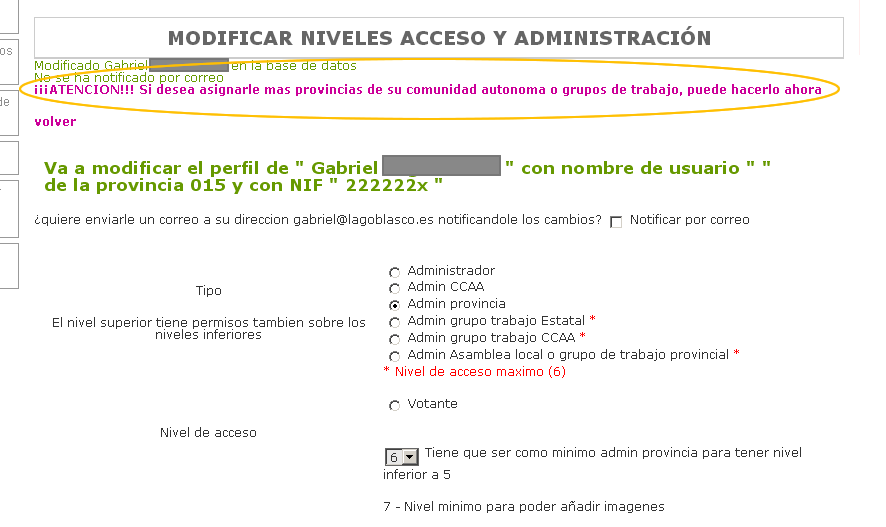 MODIFICAR NIVELES ACCESO Y ADMINISTRACIÓN
Modificado Gabriel en la base de datos
No se ha notificado por correo
¡¡¡ATENCION!!! Si desea asignarle mas provincias de su comunidad autonoma o grupos de trabajo, puede hacerlo ahora
volver
os
de
Va a modificar el perfil de " Gabriel " con nombre de usuario " "
de la provincia 015 y con NIF " 222222x "
¿quiere enviarle un correo a su direccion gabriel@lagoblasco.es notificandole los cambios? Notificar por correo
Tipo
El nivel superior tiene permisos tambien sobre los
niveles inferiores
Administrador
Admin CCAA
Admin provincia
Admin grupo trabajo Estatal *
Admin grupo trabajo CCAA *
Admin Asamblea local o grupo de trabajo provincial *
* Nivel de acceso maximo (6)
Votante
Nivel de acceso
6 Tiene que ser como minimo admin provincia para tener nivel
inferior a 5
7 - Nivel minimo para poder añadir imagenes